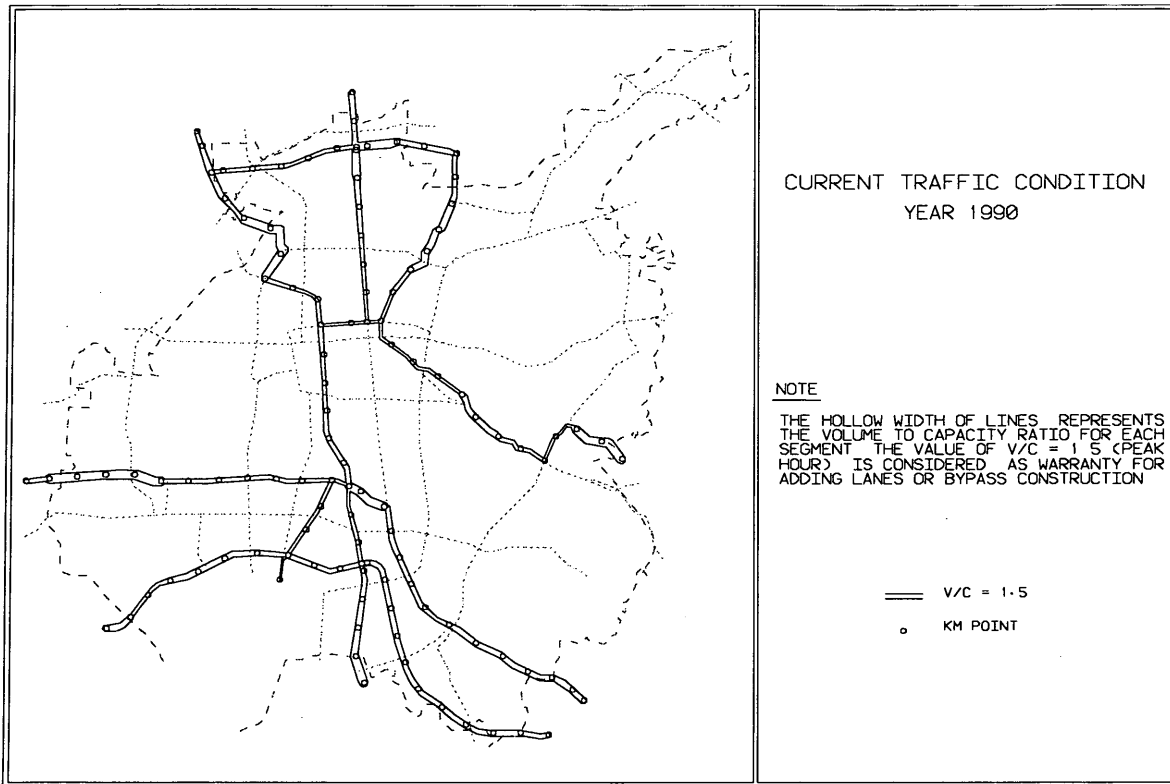 CURRENT TRAFFIC CONDITION
YEAR 1990
NOTE
THE HOLLOW WIDTH OF LINES REPRESENTS
THE VOLUME TO CAPACITY RATIO FOR EACH
SEGMENT THE VALUE OF V/C = 1 5 (PEAK
HOUR) IS CONSIDERED AS WARRANTY FOR
ADDING LANES OR BYPASS CONSTRUCTION
V/C = 1.5
KM POINT